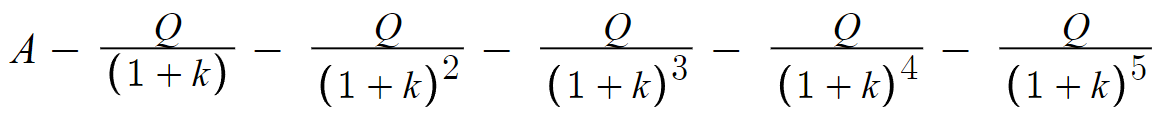 A − Q/(1 + k) − Q/(1 + k)^2 − Q/(1 + k)^3 − Q/(1 + k)^4 − Q/(1 + k)^5